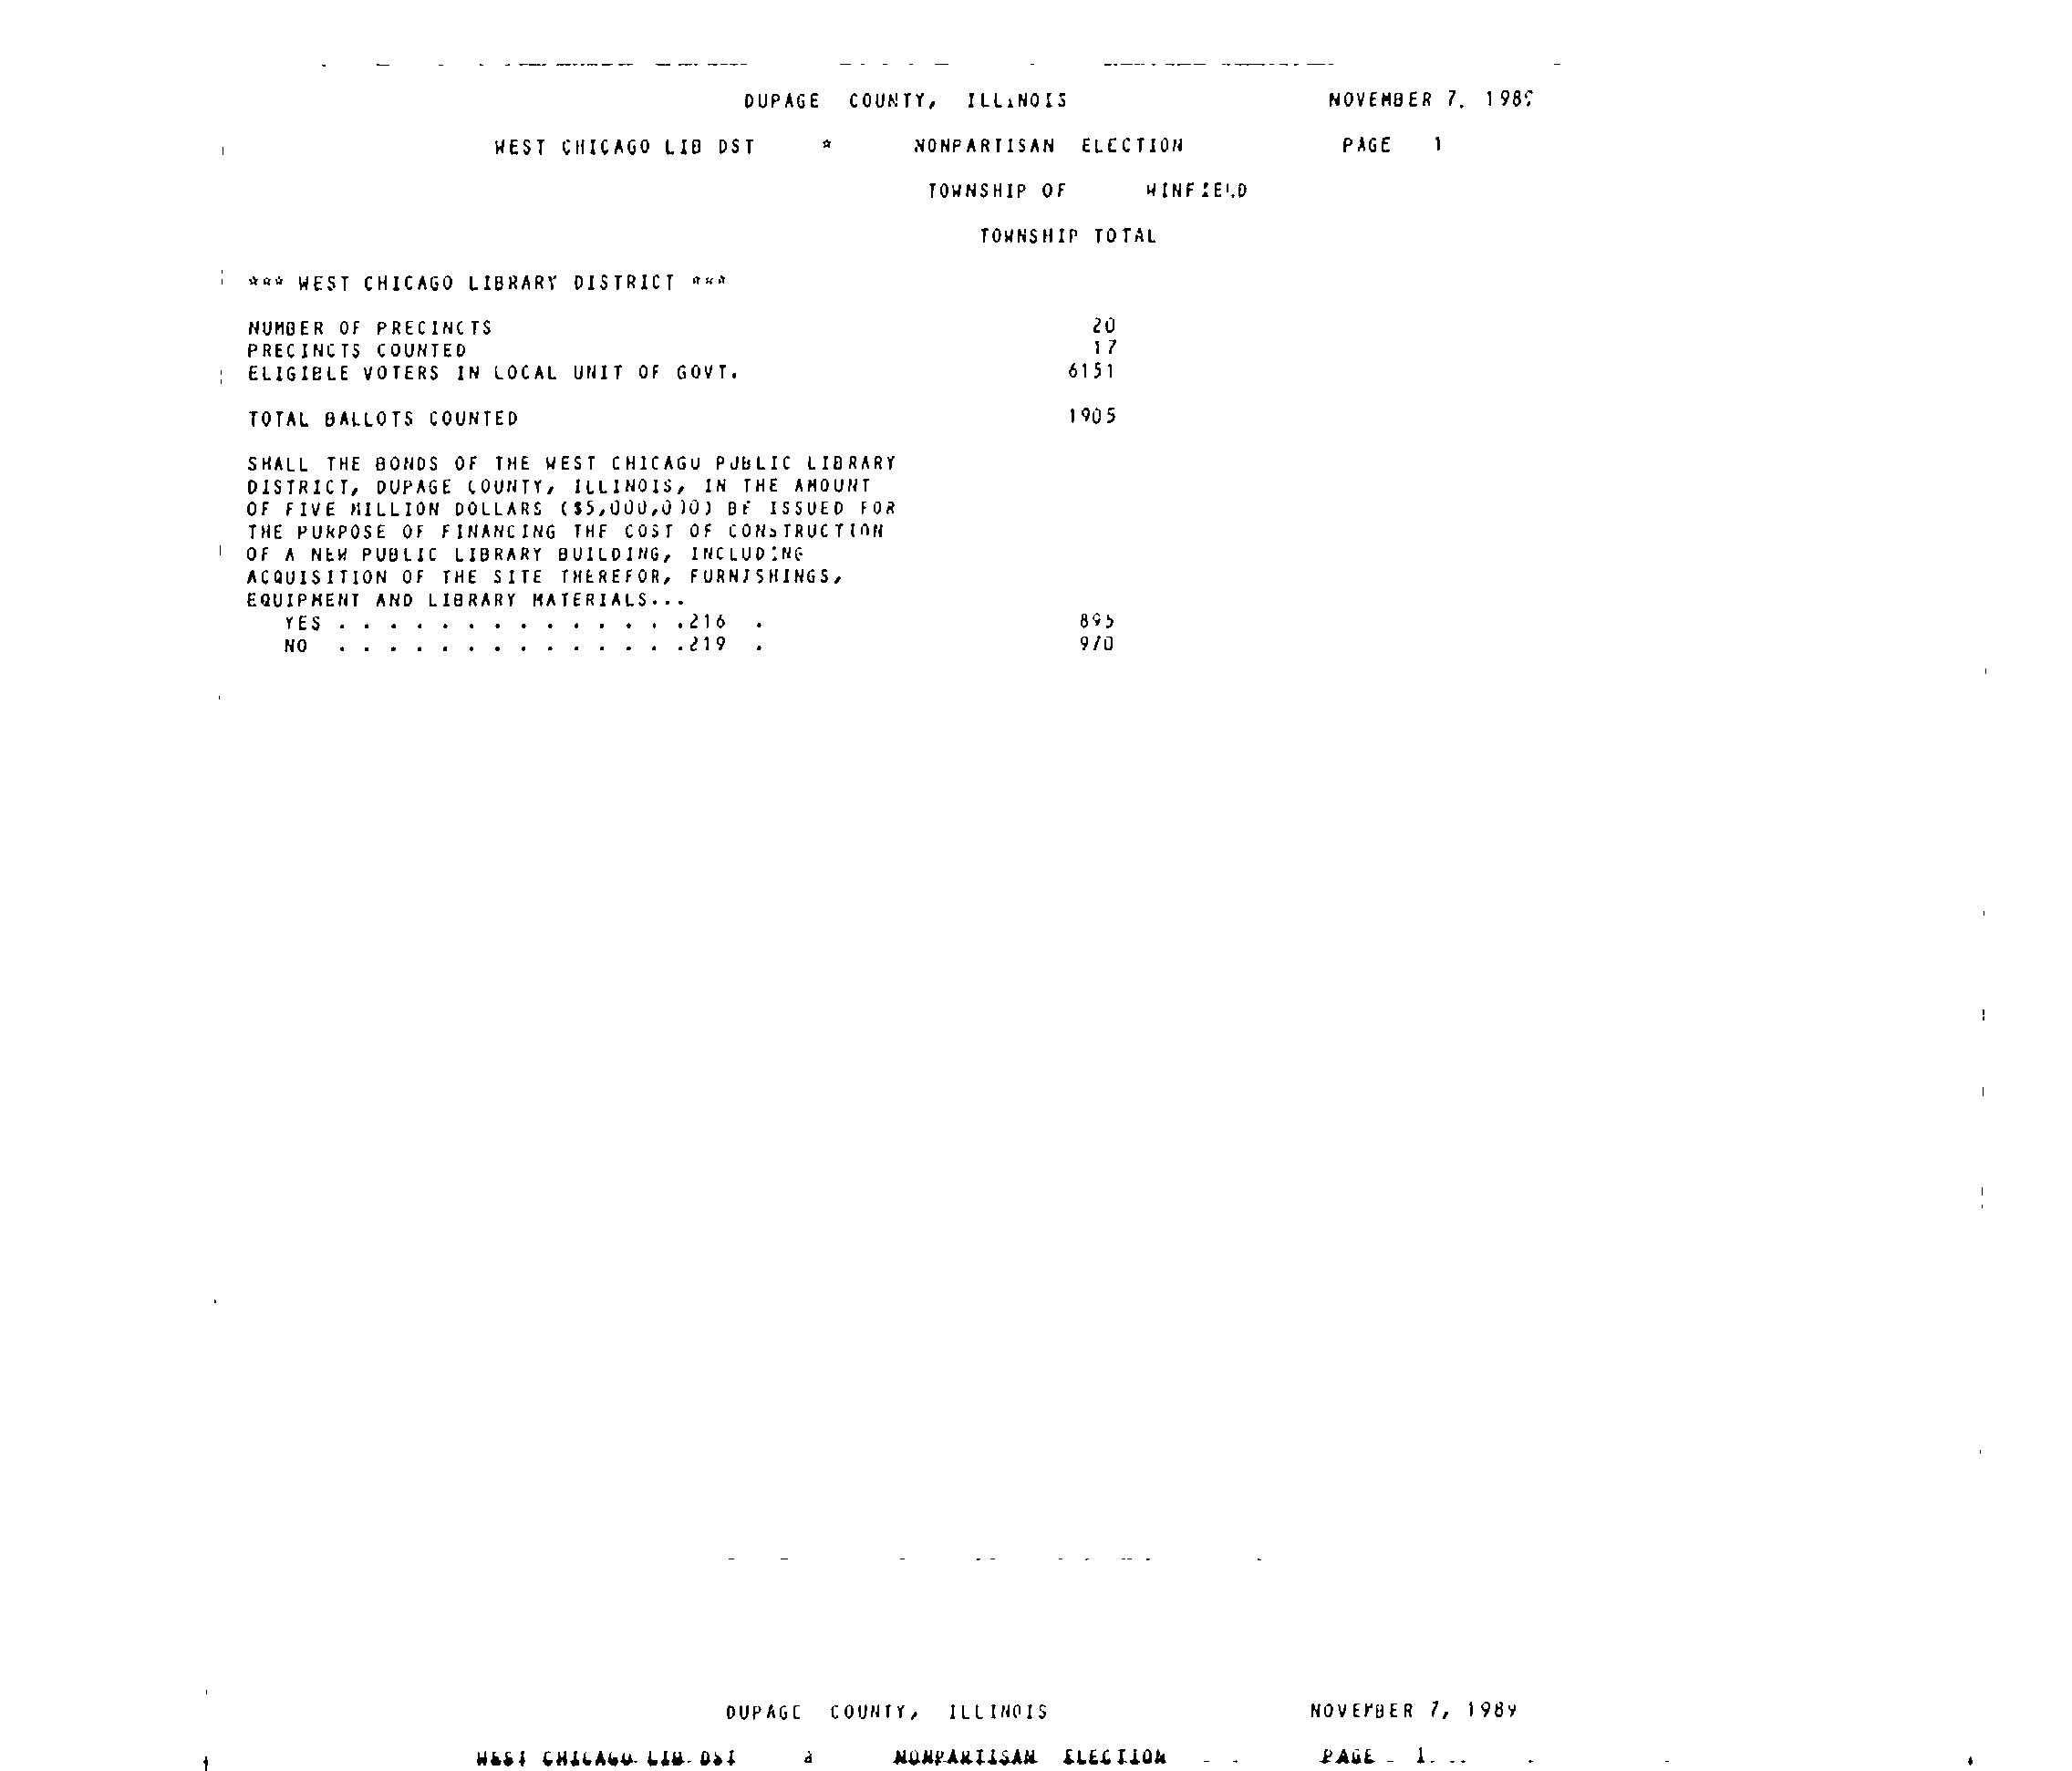 DUPAGE COUNTY, ILLINOIS NOVEMBER 7, 1989
WEST CHICAGO LIB DST * NONPARTISAN ELECTION PAGE 1
TOWNSHIP OF WINFIELD
TOWNSHIP TOTAL
*** WEST CHICAGO LIBRARY DISTRICT ***
NUMBER OF PRECINCTS 20
PRECINCTS COUNTED 17
ELIGIBLE VOTERS IN LOCAL UNIT OF GOVT. 6151
TOTAL BALLOTS COUNTED 1905
SHALL THE BONDS OF THE WEST CHICAGO PUBLIC LIBRARY
DISTRICT, DUPAGE COUNTY, ILLINOIS, IN THE AMOUNT
OF FIVE MILLION DOLLARS ($5,000,000) BE ISSUED FOR
THE PURPOSE OF FINANCING THE COST OF CONSTRUCTION
OF A NEW PUBLIC LIBRARY BUILDING, INCLUDING
ACQUISITION OF THE SITE THEREFOR, FURNISHINGS,
EQUIPMENT AND LIBRARY MATERIALS...
YES . . . . . . . . . . . . . .216 . 895
NO . . . . . . . . . . . . . .219 . 970
DUPAGE COUNTY, ILLINOIS NOVEMBER 7, 1989
WEST CHICAGO LIB DST NONPARTISAN ELECTION PAGE 1